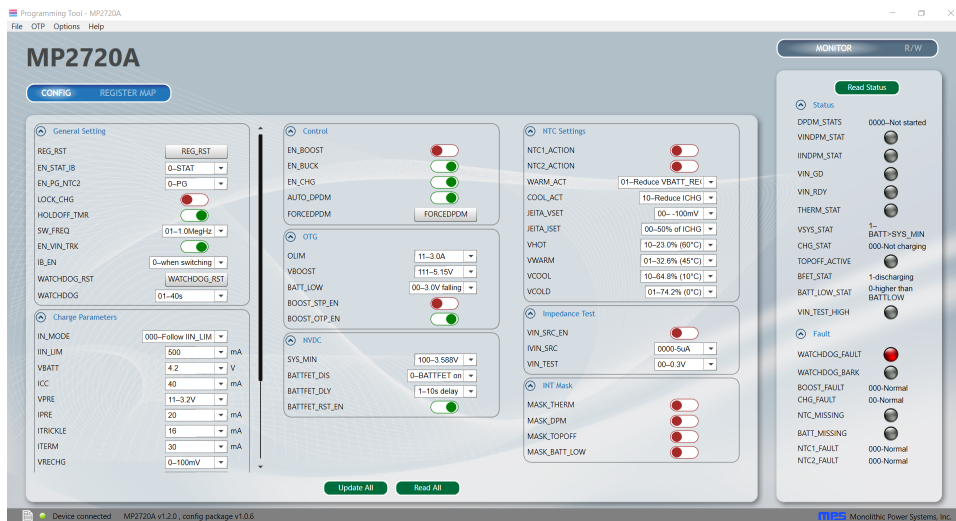 Programming Tool - MP2720A
File OTP Options Help
MP2720A
MONITOR R/W
CONFIG REGISTER MAP
General Setting
REG_RST REG_RST
EN_STAT_IB 0–STAT
EN_PG_NTC2 0–PG
LOCK_CHG
HOLDOFF_TMR
SW_FREQ 01–1.0MegHz
EN_VIN_TRK
IB_EN 0–when switching
WATCHDOG_RST WATCHDOG_RST
WATCHDOG 01–40s
Charge Parameters
IN_MODE 000–Follow IIN_LIM
IIN_LIM 500 mA
VBATT 4.2 V
ICC 40 mA
VPRE 11–3.2V
IPRE 20 mA
ITRICKLE 16 mA
ITERM 30 mA
VRECHG 0–100mV
Control
EN_BOOST
EN_BUCK
EN_CHG
AUTO_DPDM
FORCEDPDM FORCEDPDM
OTG
OLIM 11–3.0A
VBOOST 111–5.15V
BATT_LOW 00–3.0V falling
BOOST_STP_EN
BOOST_OTP_EN
NVDC
SYS_MIN 100–3.588V
BATTFET_DIS 0–BATTFET on
BATTFET_DLY 1–10s delay
BATTFET_RST_EN
NTC Settings
NTC1_ACTION
NTC2_ACTION
WARM_ACT 01–Reduce VBATT_REG
COOL_ACT 10–Reduce ICHG
JEITA_VSET 00– -100mV
JEITA_ISET 00–50% of ICHG
VHOT 10–23.0% (60°C)
VWARM 01–32.6% (45°C)
VCOOL 10–64.8% (10°C)
VCOLD 01–74.2% (0°C)
Impedance Test
VIN_SRC_EN
IVIN_SRC 0000-5uA
VIN_TEST 00–0.3V
INT Mask
MASK_THERM
MASK_DPM
MASK_TOPOFF
MASK_BATT_LOW
Update All Read All
Read Status
Status
DPDM_STATS 0000–Not started
VINDPM_STAT
IINDPM_STAT
VIN_GD
VIN_RDY
THERM_STAT
VSYS_STAT 1–
BATT>SYS_MIN
CHG_STAT 000-Not charging
TOPOFF_ACTIVE
BFET_STAT 1-discharging
BATT_LOW_STAT 0-higher than
BATTLOW
VIN_TEST_HIGH
Fault
WATCHDOG_FAULT
WATCHDOG_BARK
BOOST_FAULT 000-Normal
CHG_FAULT 00-Normal
NTC_MISSING
BATT_MISSING
NTC1_FAULT 000-Normal
NTC2_FAULT 000-Normal
Device connected MP2720A v1.2.0 , config package v1.0.6
mPS Monolithic Power Systems, Inc.